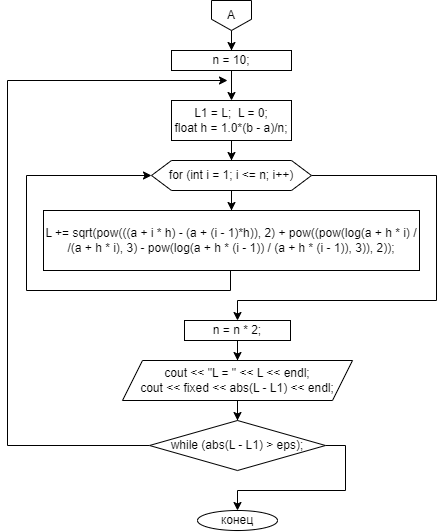 A
n = 10;
L1 = L; L = 0;
float h = 1.0*(b - a)/n;
for (int i = 1; i <= n; i++)
L += sqrt(pow(((a + i * h) - (a + (i - 1)*h)), 2) + pow((pow(log(a + h * i) /
/(a + h * i), 3) - pow(log(a + h * (i - 1)) / (a + h * (i - 1)), 3)), 2));
n = n * 2;
cout << "L = " << L << endl;
cout << fixed << abs(L - L1) << endl;
while (abs(L - L1) > eps);
конец